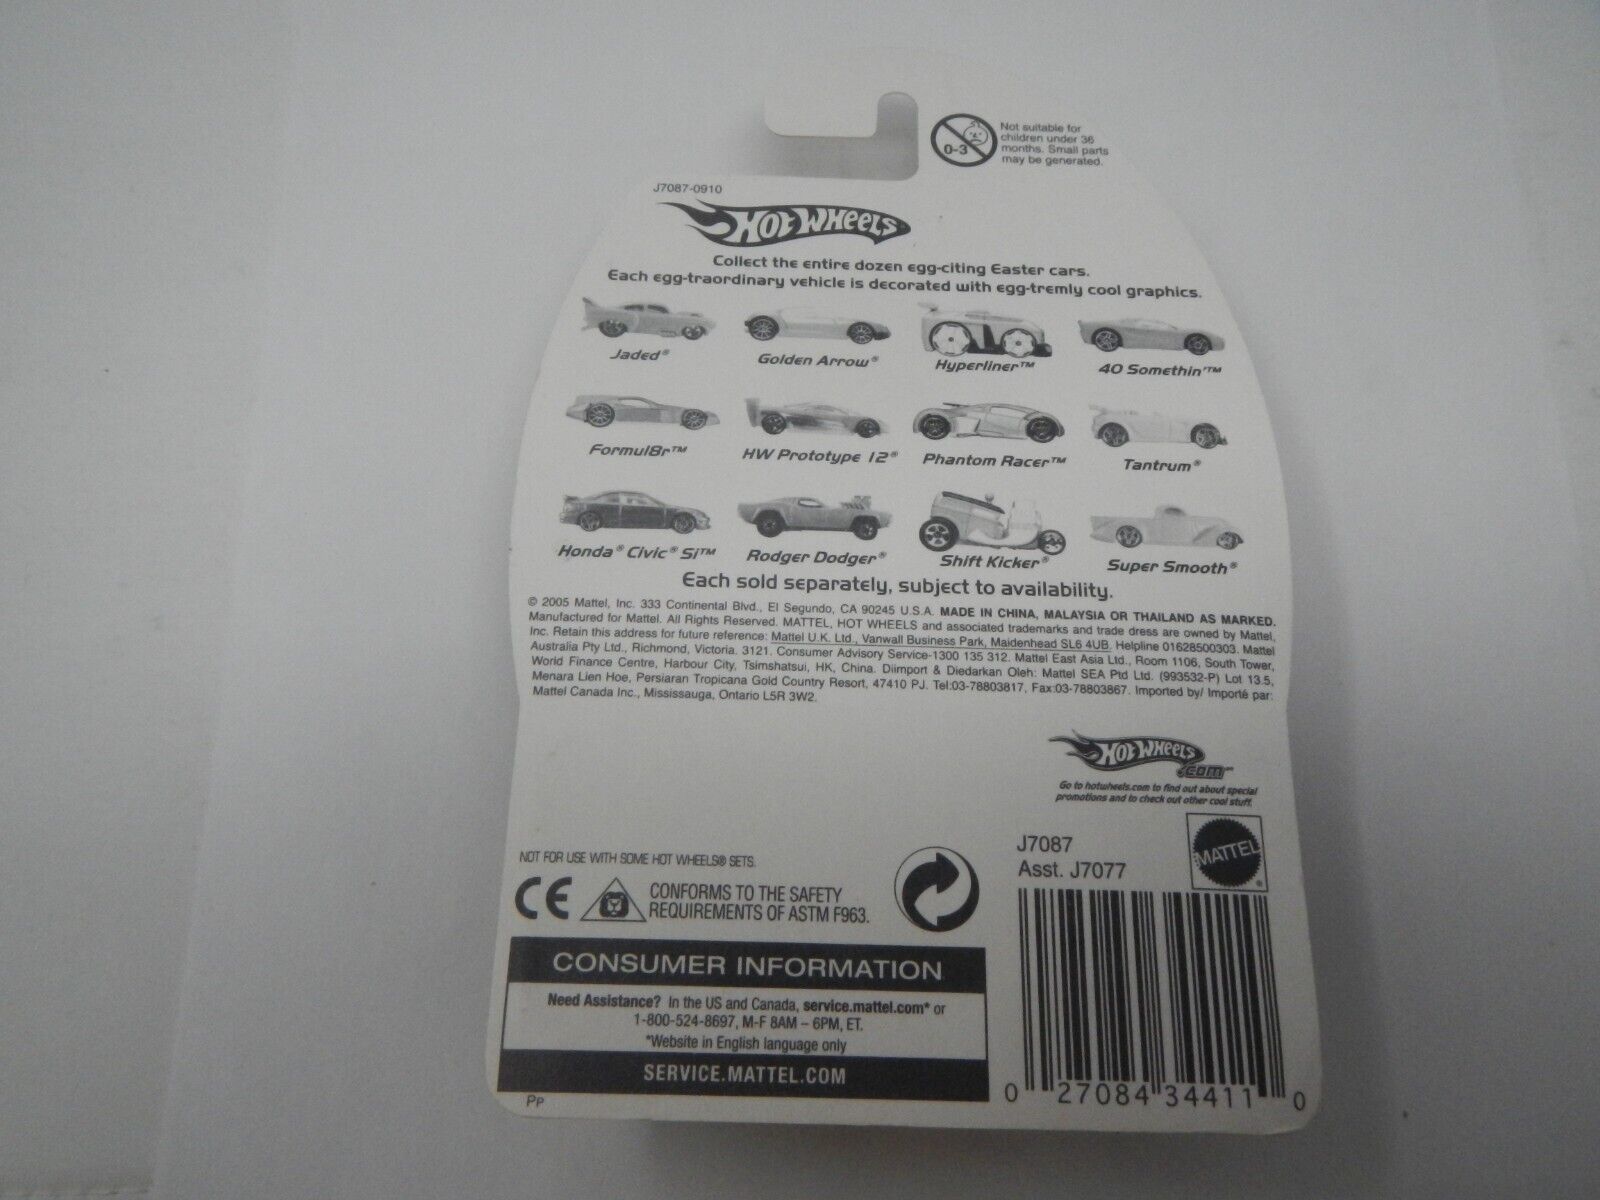 0-3
Not suitable for
children under 36
months. Small parts
may be generated.
J7087-0910
HOT WHEELS
Collect the entire dozen egg-citing Easter cars.
Each egg-traordinary vehicle is decorated with egg-tremly cool graphics.
Jaded® Golden Arrow® Hyperliner™ 40 Somethin'™
Formul8r™ HW Prototype 12® Phantom Racer™ Tantrum®
Honda® Civic® Si™ Rodger Dodger® Shift Kicker® Super Smooth®
Each sold separately, subject to availability.
© 2005 Mattel, Inc. 333 Continental Blvd., El Segundo, CA 90245 U.S.A. MADE IN CHINA, MALAYSIA OR THAILAND AS MARKED.
Manufactured for Mattel. All Rights Reserved. MATTEL, HOT WHEELS and associated trademarks and trade dress are owned by Mattel,
Inc. Retain this address for future reference: Mattel U.K. Ltd., Vanwall Business Park, Maidenhead SL6 4UB. Helpline 01628500303. Mattel
Australia Pty Ltd., Richmond, Victoria. 3121. Consumer Advisory Service-1300 135 312. Mattel East Asia Ltd., Room 1106, South Tower,
World Finance Centre, Harbour City, Tsimshatsui, HK, China. Diimport & Diedarkan Oleh: Mattel SEA Ptd Ltd. (993532-P) Lot 13.5,
Menara Lien Hoe, Persiaran Tropicana Gold Country Resort, 47410 PJ. Tel:03-78803817, Fax:03-78803867. Imported by/ Importé par:
Mattel Canada Inc., Mississauga, Ontario L5R 3W2.
HOT WHEELS
.com™
Go to hotwheels.com to find out about special
promotions and to check out other cool stuff.
J7087
Asst. J7077
MATTEL®
NOT FOR USE WITH SOME HOT WHEELS® SETS.
CE
CONFORMS TO THE SAFETY
REQUIREMENTS OF ASTM F963.
CONSUMER INFORMATION
Need Assistance? In the US and Canada, service.mattel.com* or
1-800-524-8697, M-F 8AM – 6PM, ET.
*Website in English language only
SERVICE.MATTEL.COM
PP
0 27084 34411 0